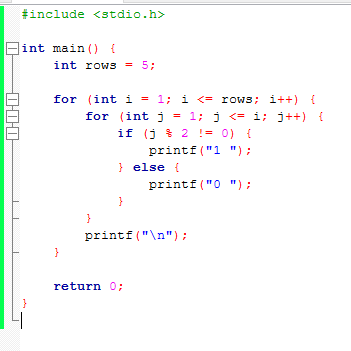 #include <stdio.h>
int main() {
    int rows = 5;
    for (int i = 1; i <= rows; i++) {
        for (int j = 1; j <= i; j++) {
            if (j % 2 != 0) {
                printf("1 ");
            } else {
                printf("0 ");
            }
        }
        printf("\n");
    }
    return 0;
}